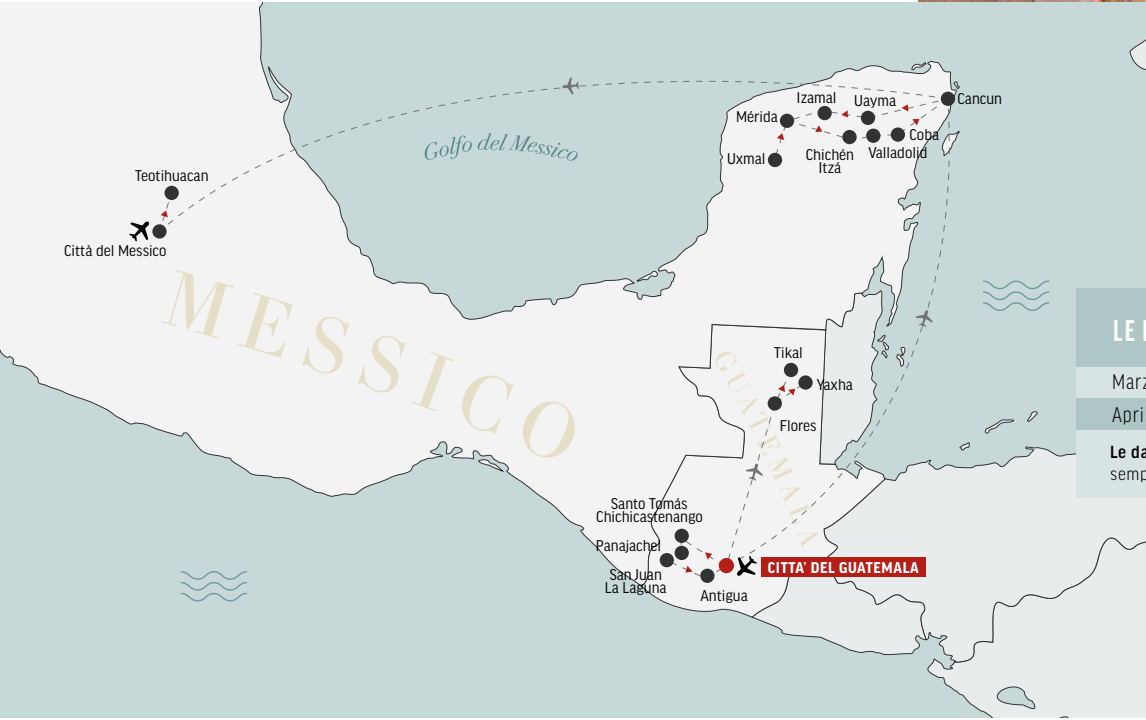 Izamal
Uayma
Cancun
Mérida
Coba
Golfo del Messico
Uxmal
Chichén
Itzá
Valladolid
Teotihuacan
Città del Messico
MESSICO
LE
Marz
Apri
Le da
semp
GUATEMALA
Tikal
Yaxha
Flores
Santo Tomás
Chichicastenango
Panajachel
San Juan
La Laguna
Antigua
CITTA' DEL GUATEMALA